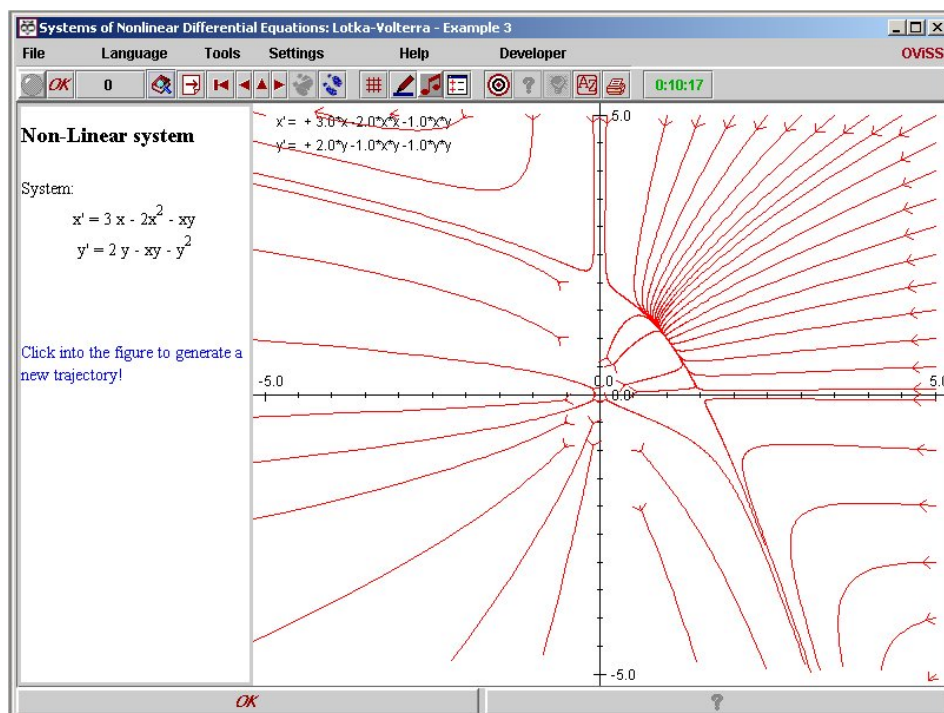 Systems of Nonlinear Differential Equations: Lotka-Volterra - Example 3
File Language Tools Settings Help Developer OViSS
OK 0 AZ 0:10:17
Non-Linear system
System:
x' = 3 x - 2x² - xy
y' = 2 y - xy - y²
Click into the figure to generate a
new trajectory!
x' = + 3.0*x -2.0*x*x -1.0*x*y
y' = + 2.0*y -1.0*x*y -1.0*y*y
5.0
-5.0 0.0 5.0
0.0
-5.0
OK ?